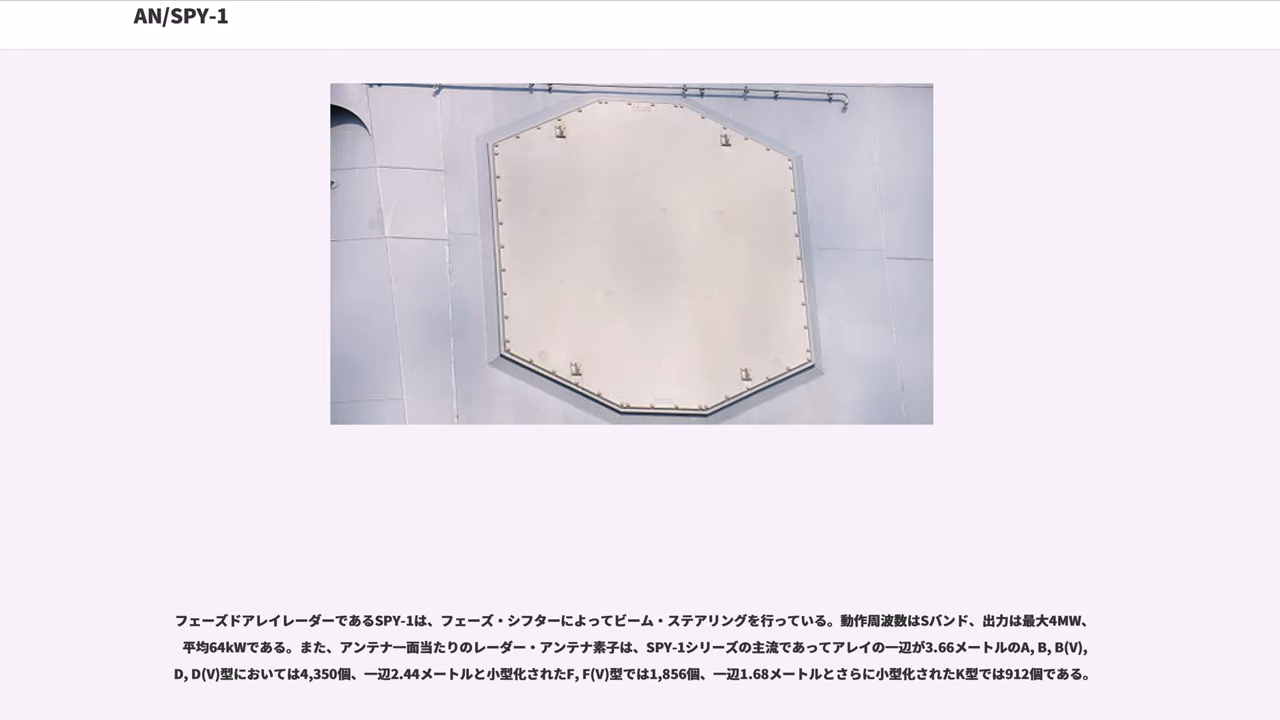 AN/SPY-1
フェーズドアレイレーダーであるSPY-1は、フェーズ・シフターによってビーム・ステアリングを行っている。動作周波数はSバンド、出力は最大4MW、
平均64kWである。また、アンテナ一面当たりのレーダー・アンテナ素子は、SPY-1シリーズの主流であってアレイの一辺が3.66メートルのA, B, B(V),
D, D(V)型においては4,350個、一辺2.44メートルと小型化されたF, F(V)型では1,856個、一辺1.68メートルとさらに小型化されたK型では912個である。